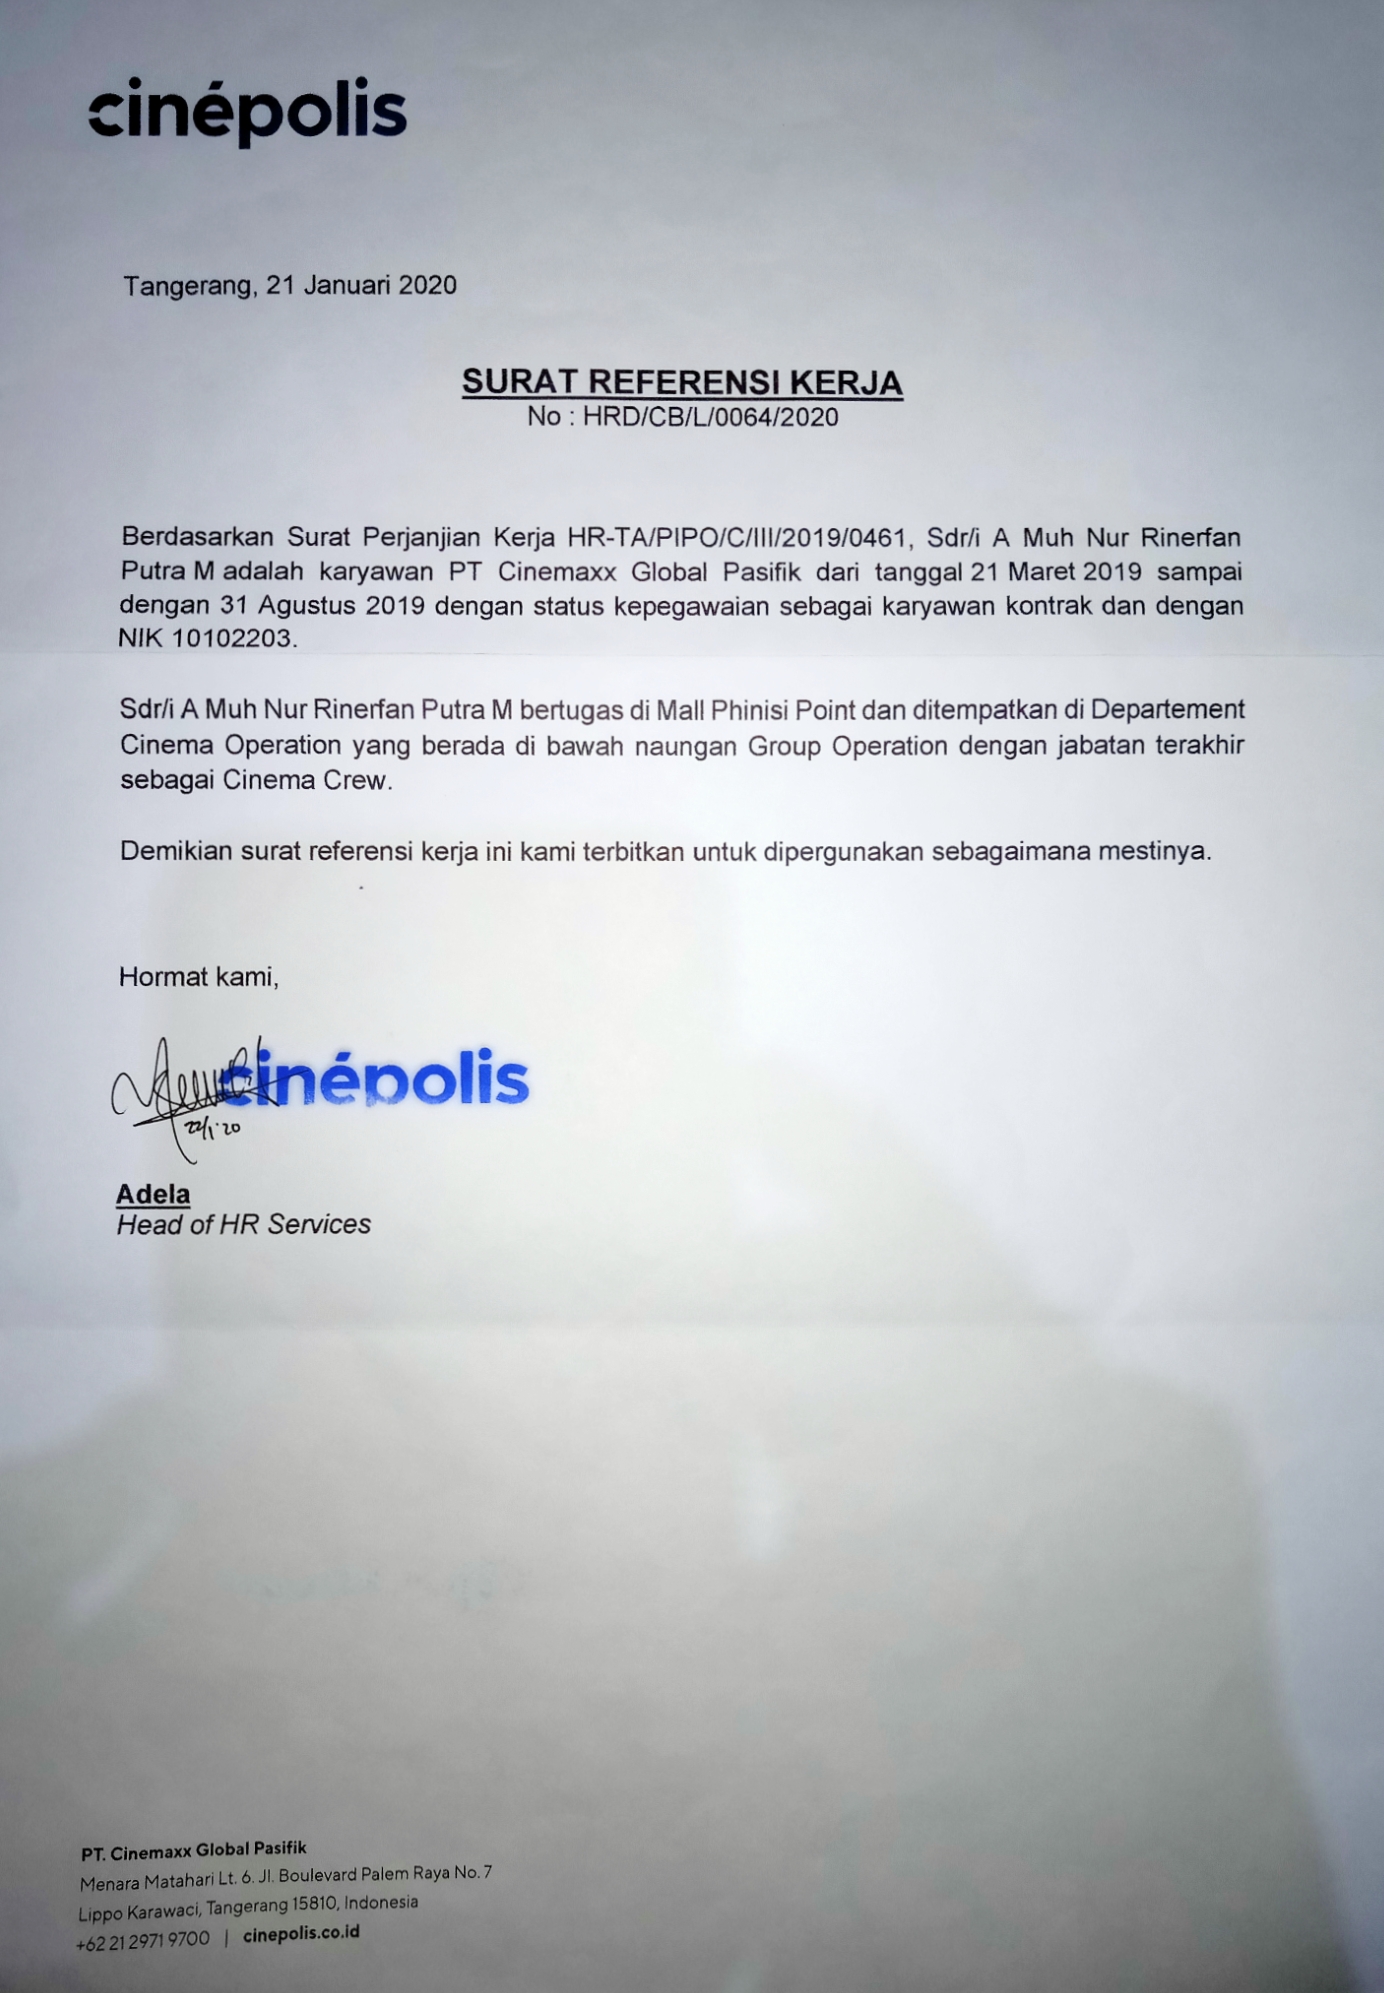 cinépolis
Tangerang, 21 Januari 2020
SURAT REFERENSI KERJA
No : HRD/CB/L/0064/2020
Berdasarkan Surat Perjanjian Kerja HR-TA/PIPO/C/III/2019/0461, Sdr/i A Muh Nur Rinerfan
Putra M adalah karyawan PT Cinemaxx Global Pasifik dari tanggal 21 Maret 2019 sampai
dengan 31 Agustus 2019 dengan status kepegawaian sebagai karyawan kontrak dan dengan
NIK 10102203.
Sdr/i A Muh Nur Rinerfan Putra M bertugas di Mall Phinisi Point dan ditempatkan di Departement
Cinema Operation yang berada di bawah naungan Group Operation dengan jabatan terakhir
sebagai Cinema Crew.
Demikian surat referensi kerja ini kami terbitkan untuk dipergunakan sebagaimana mestinya.
Hormat kami,
cinépolis
22/1'20
Adela
Head of HR Services
PT. Cinemaxx Global Pasifik
Menara Matahari Lt. 6. Jl. Boulevard Palem Raya No. 7
Lippo Karawaci, Tangerang 15810, Indonesia
+62 21 2971 9700 | cinepolis.co.id